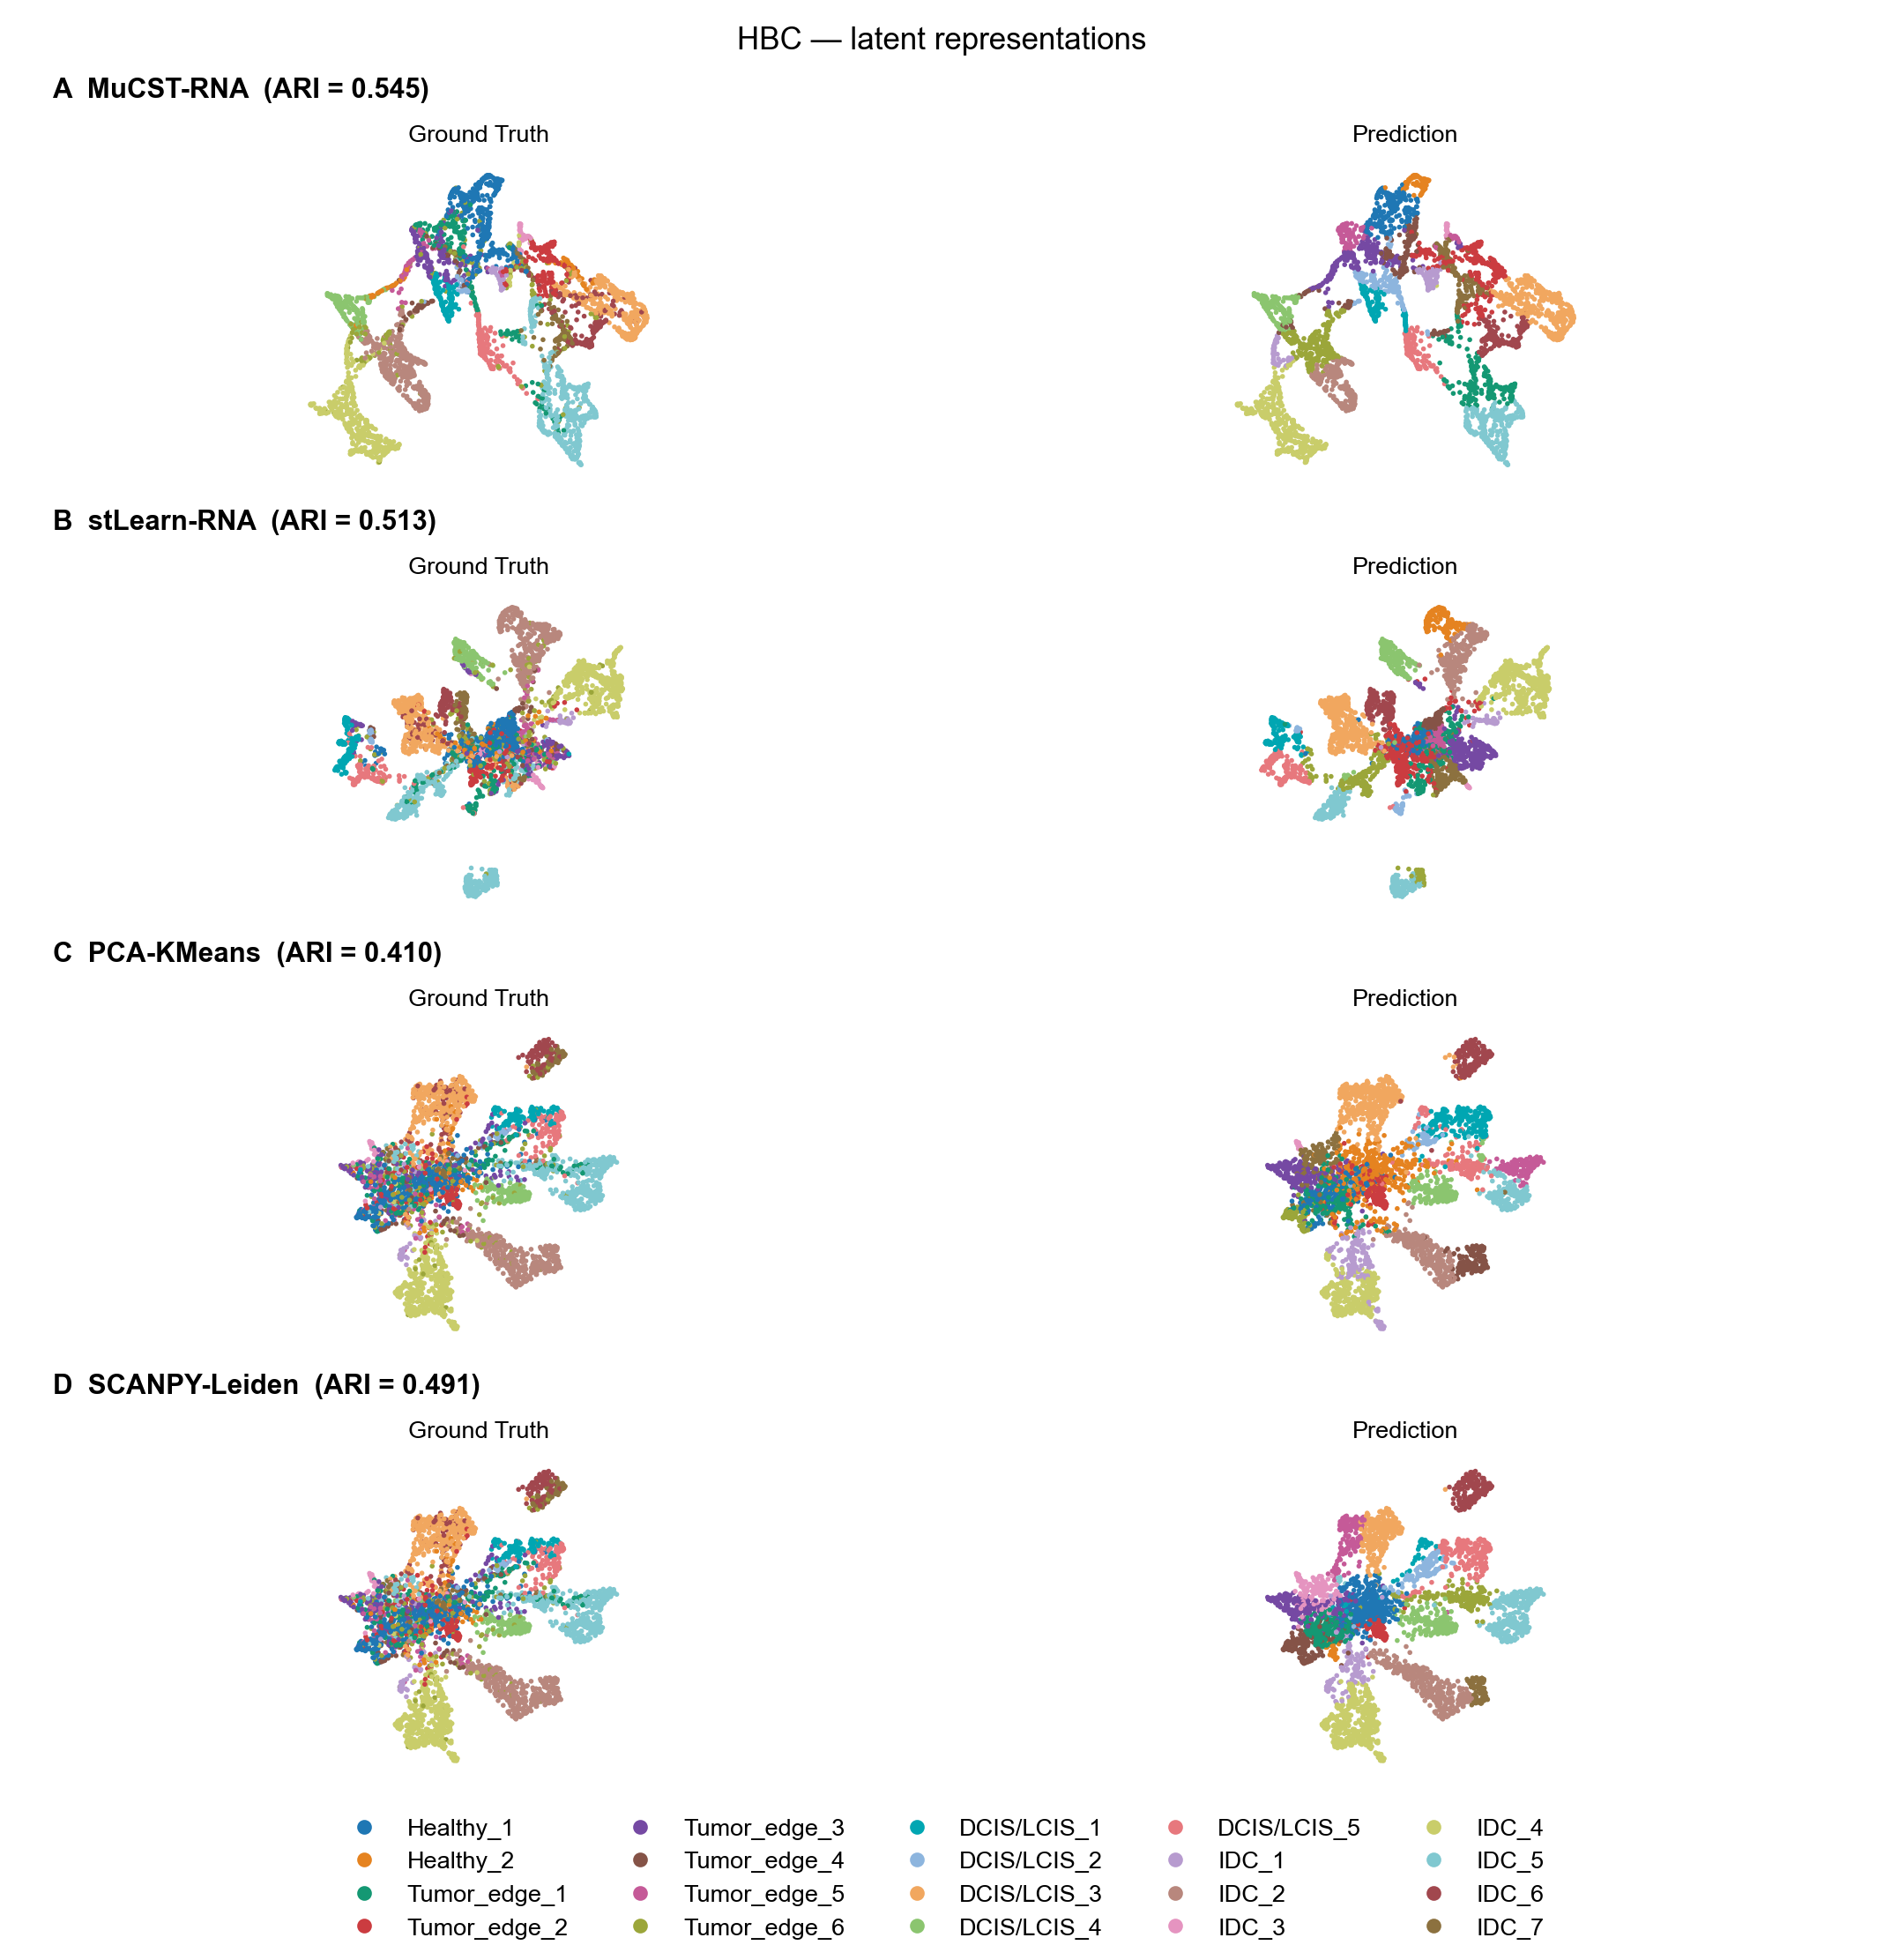 HBC — latent representations
A MuCST-RNA (ARI = 0.545)
Ground Truth
Prediction
B stLearn-RNA (ARI = 0.513)
Ground Truth
Prediction
C PCA-KMeans (ARI = 0.410)
Ground Truth
Prediction
D SCANPY-Leiden (ARI = 0.491)
Ground Truth
Prediction
Healthy_1
Healthy_2
Tumor_edge_1
Tumor_edge_2
Tumor_edge_3
Tumor_edge_4
Tumor_edge_5
Tumor_edge_6
DCIS/LCIS_1
DCIS/LCIS_2
DCIS/LCIS_3
DCIS/LCIS_4
DCIS/LCIS_5
IDC_1
IDC_2
IDC_3
IDC_4
IDC_5
IDC_6
IDC_7